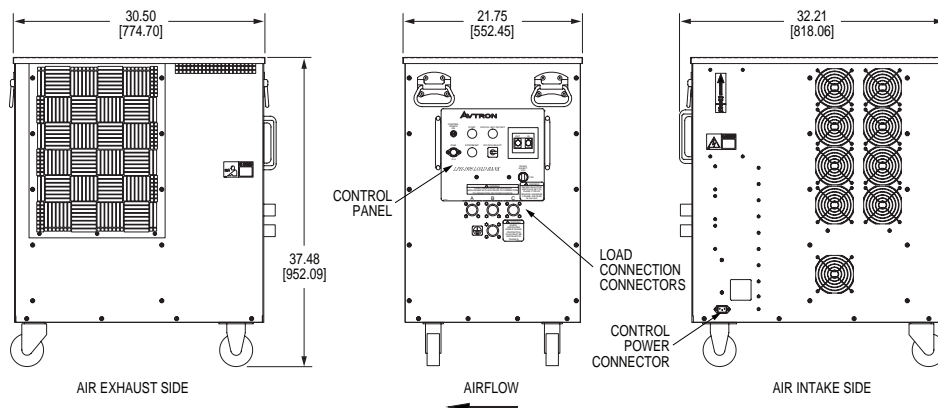 30.50
[774.70]
21.75
[552.45]
32.21
[818.06]
37.48
[952.09]
AVTRON
A B C
CONTROL
PANEL
LOAD
CONNECTION
CONNECTORS
CONTROL
POWER
CONNECTOR
AIR EXHAUST SIDE
AIRFLOW
AIR INTAKE SIDE